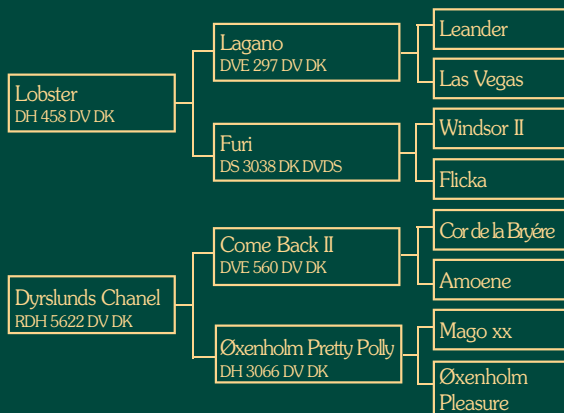 Lobster
DH 458 DV DK
Lagano
DVE 297 DV DK
Leander
Las Vegas
Furi
DS 3038 DK DVDS
Windsor II
Flicka
Dyrslunds Chanel
RDH 5622 DV DK
Come Back II
DVE 560 DV DK
Cor de la Bryére
Amoene
Øxenholm Pretty Polly
DH 3066 DV DK
Mago xx
Øxenholm
Pleasure